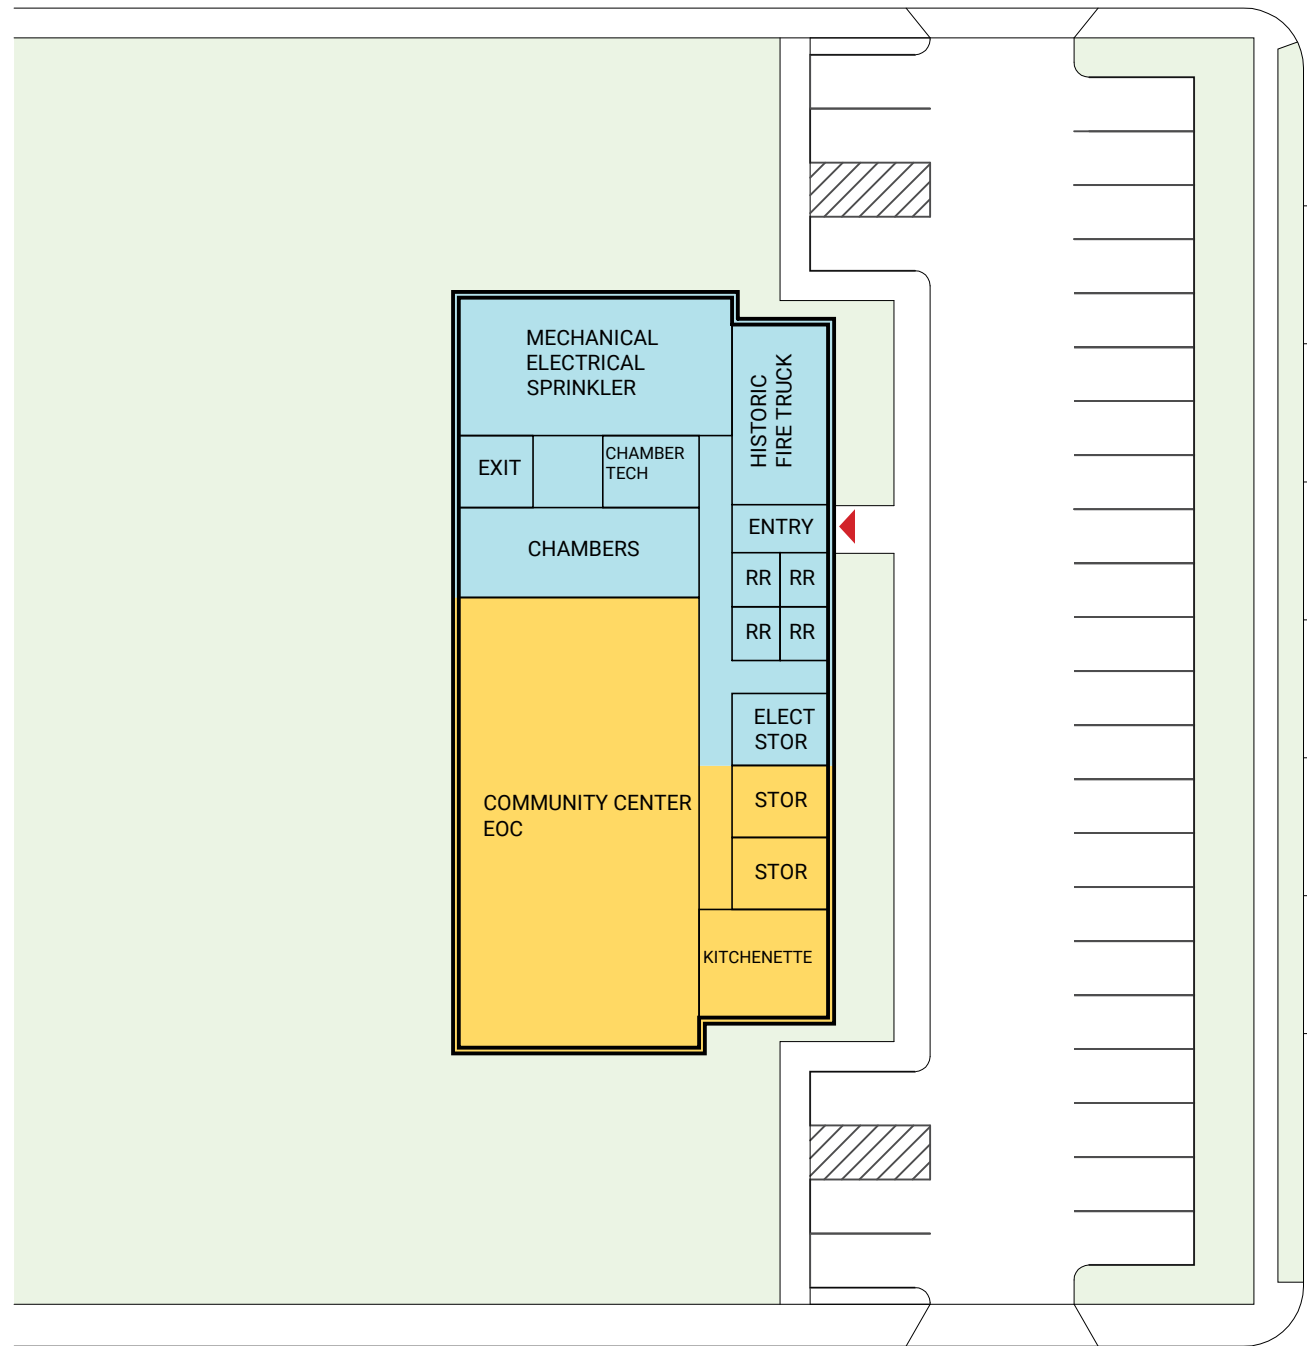 MECHANICAL
ELECTRICAL
SPRINKLER
HISTORIC
FIRE TRUCK
EXIT
CHAMBER
TECH
ENTRY
CHAMBERS
RR
RR
RR
RR
ELECT
STOR
COMMUNITY CENTER
EOC
STOR
STOR
KITCHENETTE